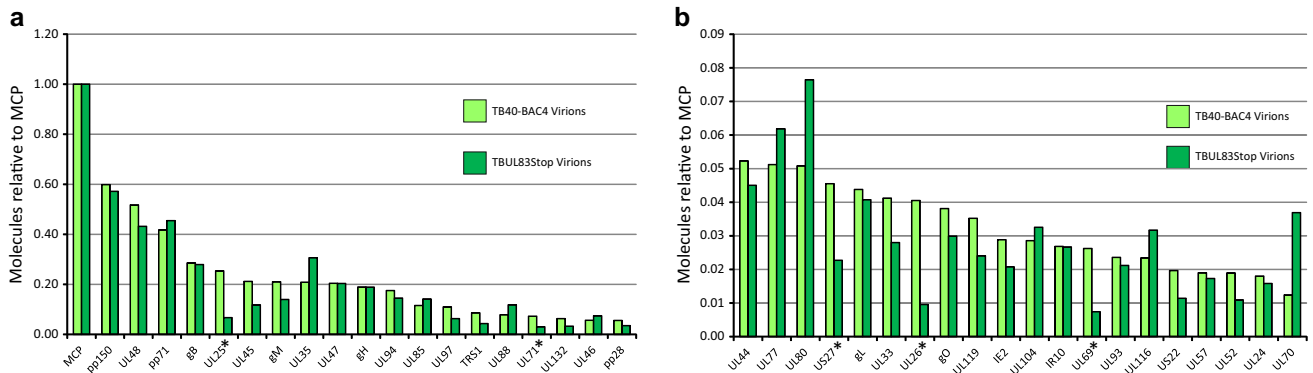 a
Molecules relative to MCP
1.20
1.00
0.80
0.60
0.40
0.20
0.00
TB40-BAC4 Virions
TBUL83Stop Virions
MCP
pp150
UL48
pp71
gB
UL25*
UL45
gM
UL35
UL47
gH
UL94
UL85
UL97
TRS1
UL88
UL71*
UL132
UL46
pp28
b
Molecules relative to MCP
0.09
0.08
0.07
0.06
0.05
0.04
0.03
0.02
0.01
0.00
TB40-BAC4 Virions
TBUL83Stop Virions
UL44
UL77
UL80
US27*
gL
UL33
UL26*
gO
UL119
IE2
UL104
IR10
UL69*
UL93
UL116
US22
UL57
UL52
UL24
UL70